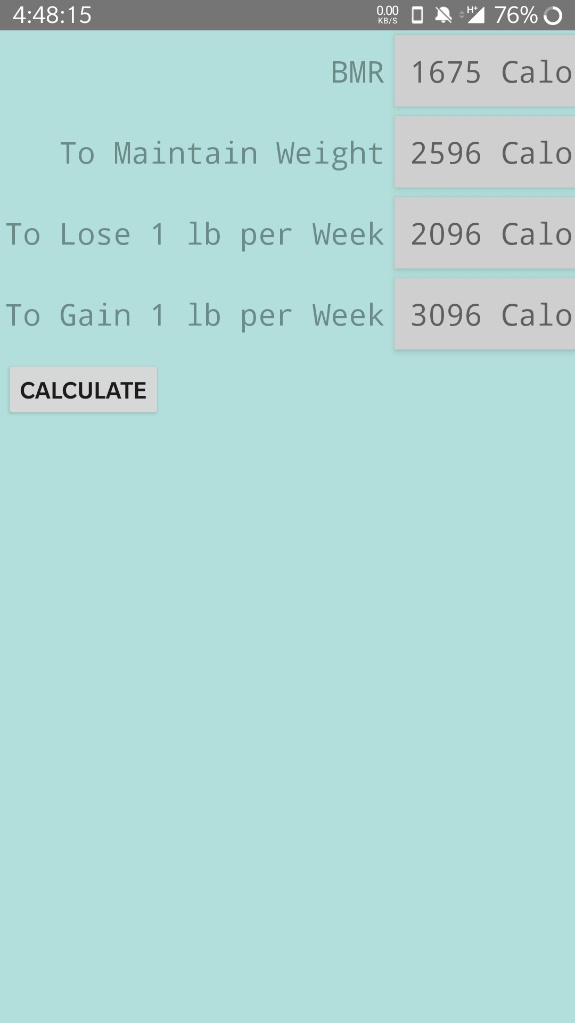 4:48:15 0.00 KB/S H+ 76%
BMR 1675 Calo
To Maintain Weight 2596 Calo
To Lose 1 lb per Week 2096 Calo
To Gain 1 lb per Week 3096 Calo
CALCULATE